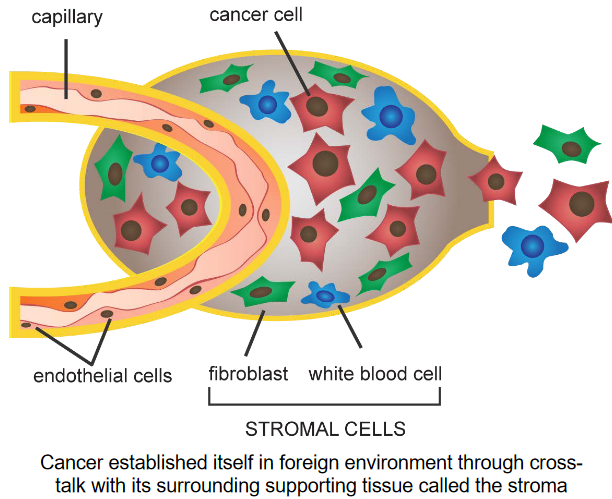 capillary
cancer cell
endothelial cells
fibroblast
white blood cell
STROMAL CELLS
Cancer established itself in foreign environment through cross-
talk with its surrounding supporting tissue called the stroma